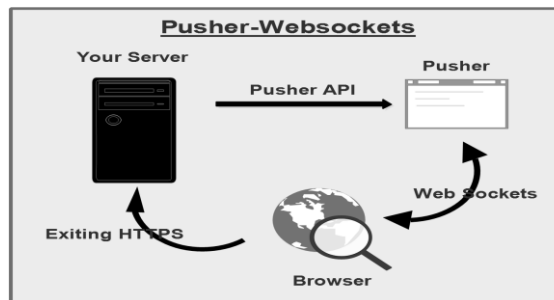 Pusher-Websockets
Your Server
Pusher
Pusher API
Web Sockets
Exiting HTTPS
Browser